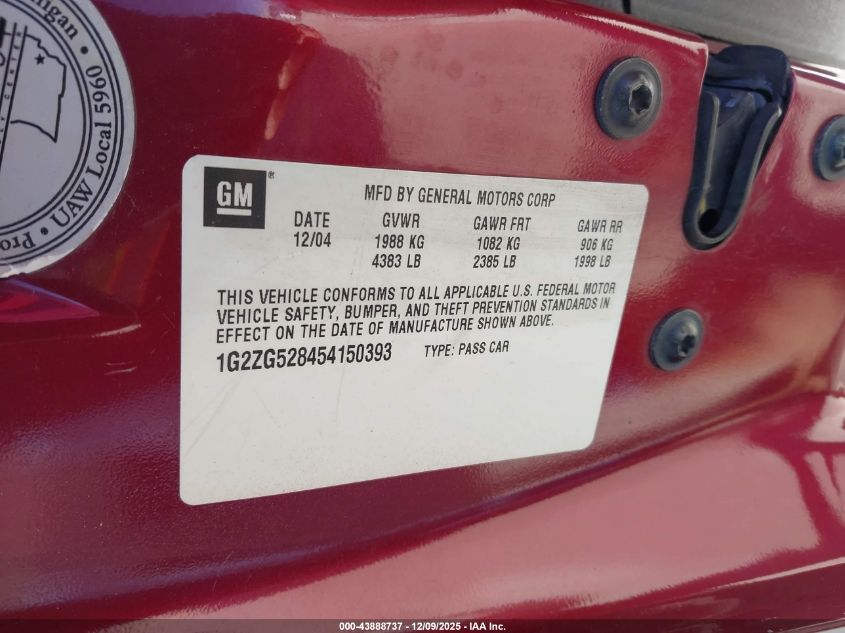 UAW Local 5960
GM
MFD BY GENERAL MOTORS CORP
DATE GVWR GAWR FRT GAWR RR
12/04 1988 KG 1082 KG 906 KG
4383 LB 2385 LB 1998 LB
THIS VEHICLE CONFORMS TO ALL APPLICABLE U.S. FEDERAL MOTOR
VEHICLE SAFETY, BUMPER, AND THEFT PREVENTION STANDARDS IN
EFFECT ON THE DATE OF MANUFACTURE SHOWN ABOVE.
1G2ZG528454150393 TYPE: PASS CAR
000-43888737 - 12/09/2025 - IAA Inc.